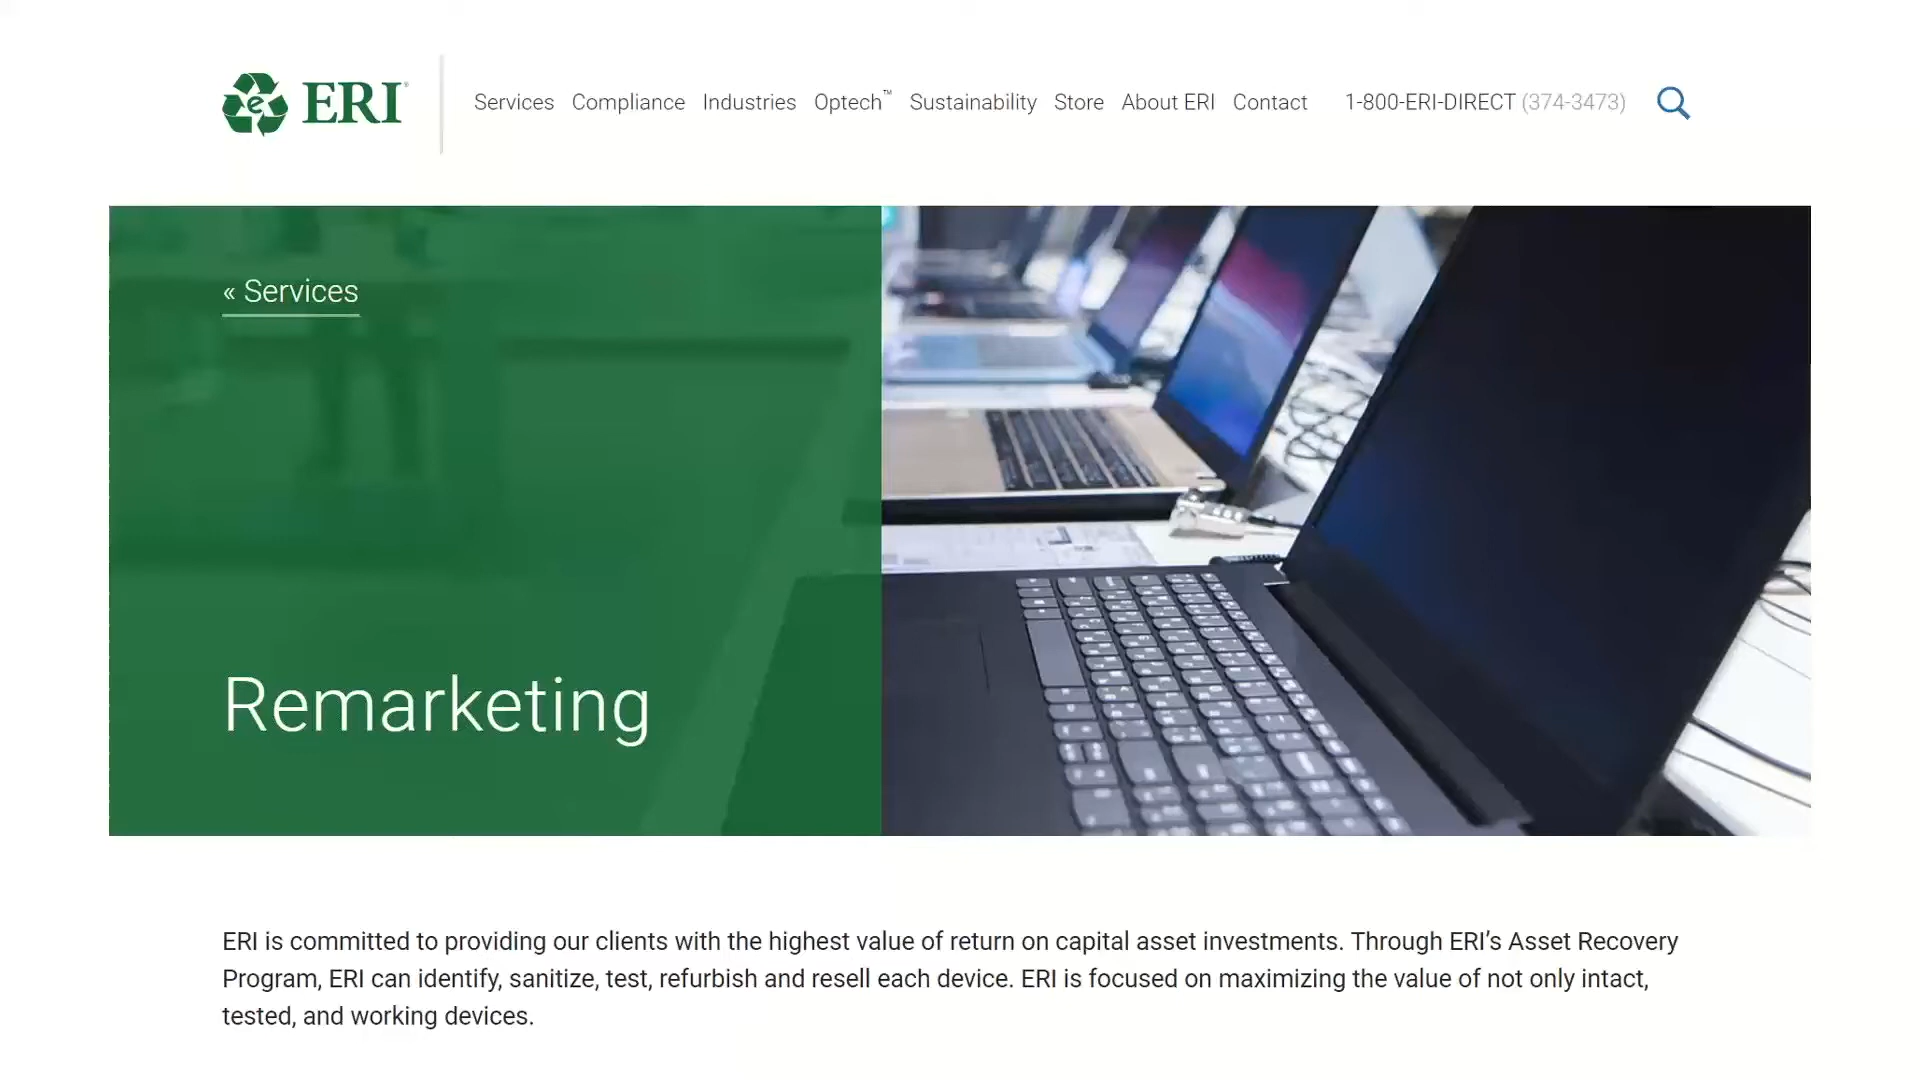 ERI®
Services Compliance Industries Optech™ Sustainability Store About ERI Contact 1-800-ERI-DIRECT (374-3473)
« Services
Remarketing
ERI is committed to providing our clients with the highest value of return on capital asset investments. Through ERI’s Asset Recovery
Program, ERI can identify, sanitize, test, refurbish and resell each device. ERI is focused on maximizing the value of not only intact,
tested, and working devices.